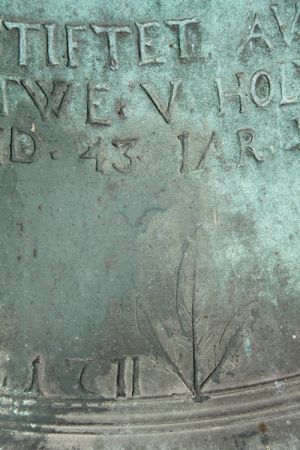 STIFTET AV
TWE · V HOL
D · 43 IAR